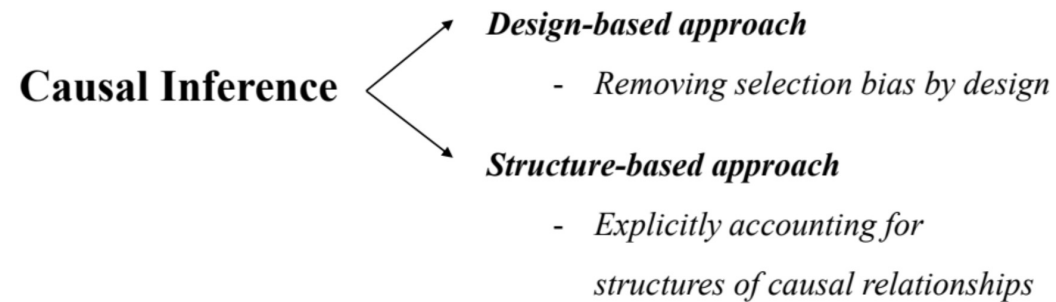 Design-based approach
Causal Inference
- Removing selection bias by design
Structure-based approach
- Explicitly accounting for
structures of causal relationships